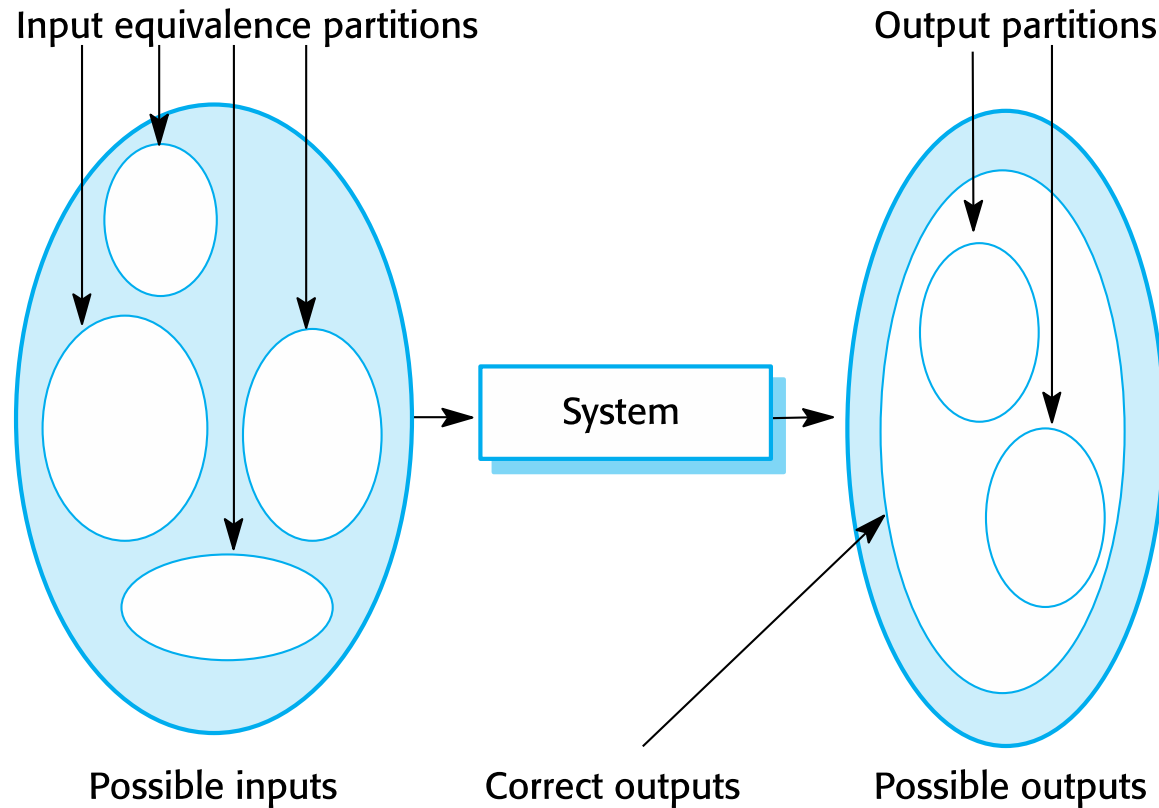 Input equivalence partitions
Output partitions
System
Possible inputs
Correct outputs
Possible outputs